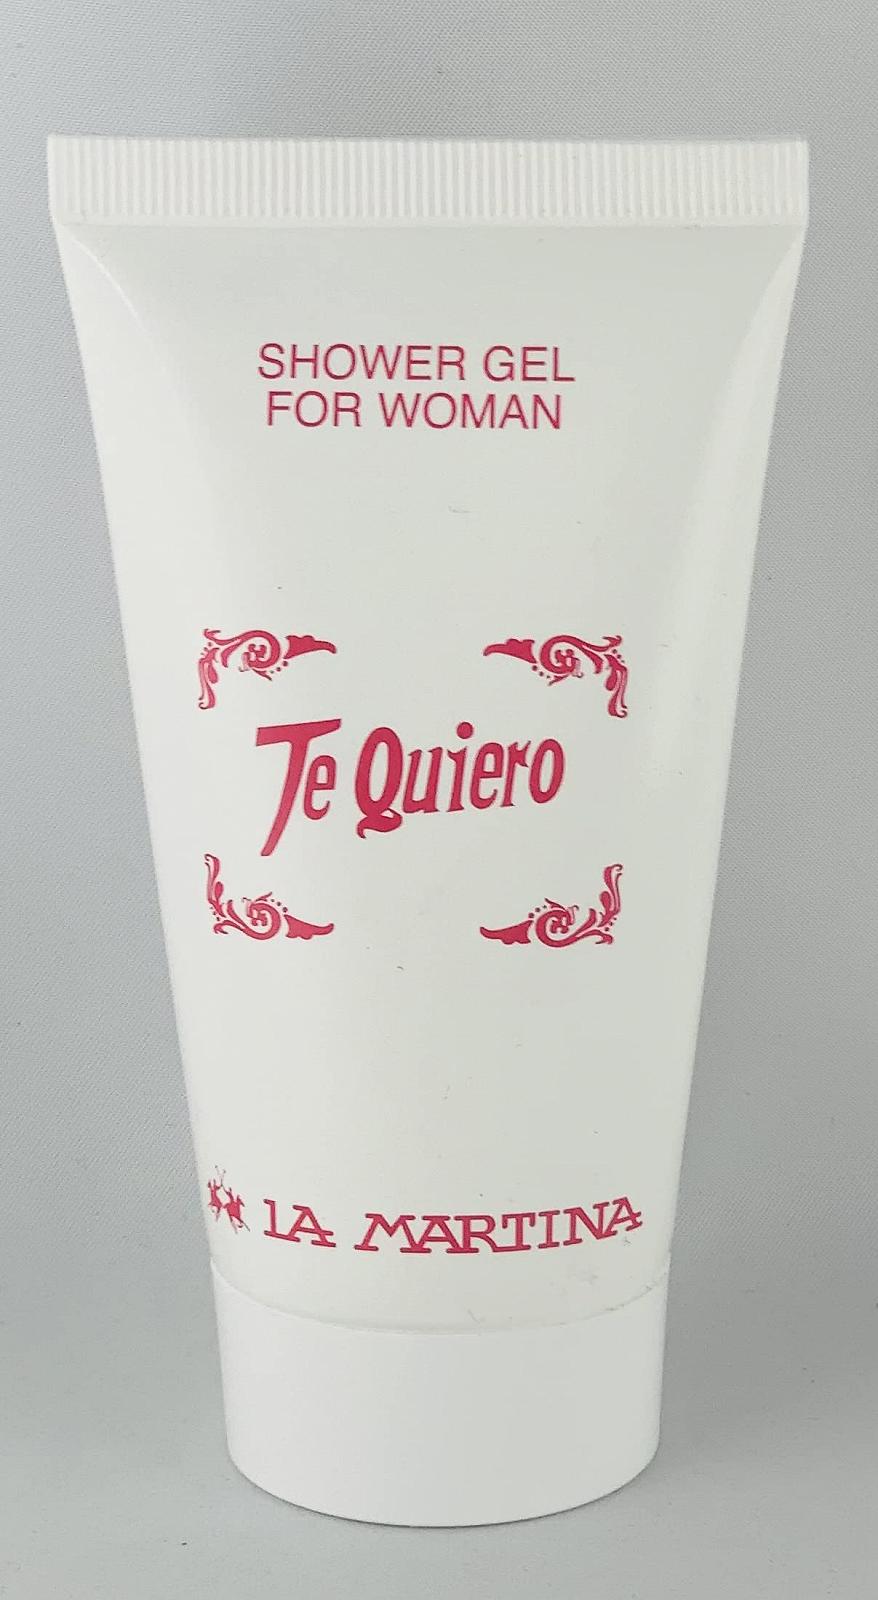 SHOWER GEL
FOR WOMAN
Te Quiero
LA MARTINA